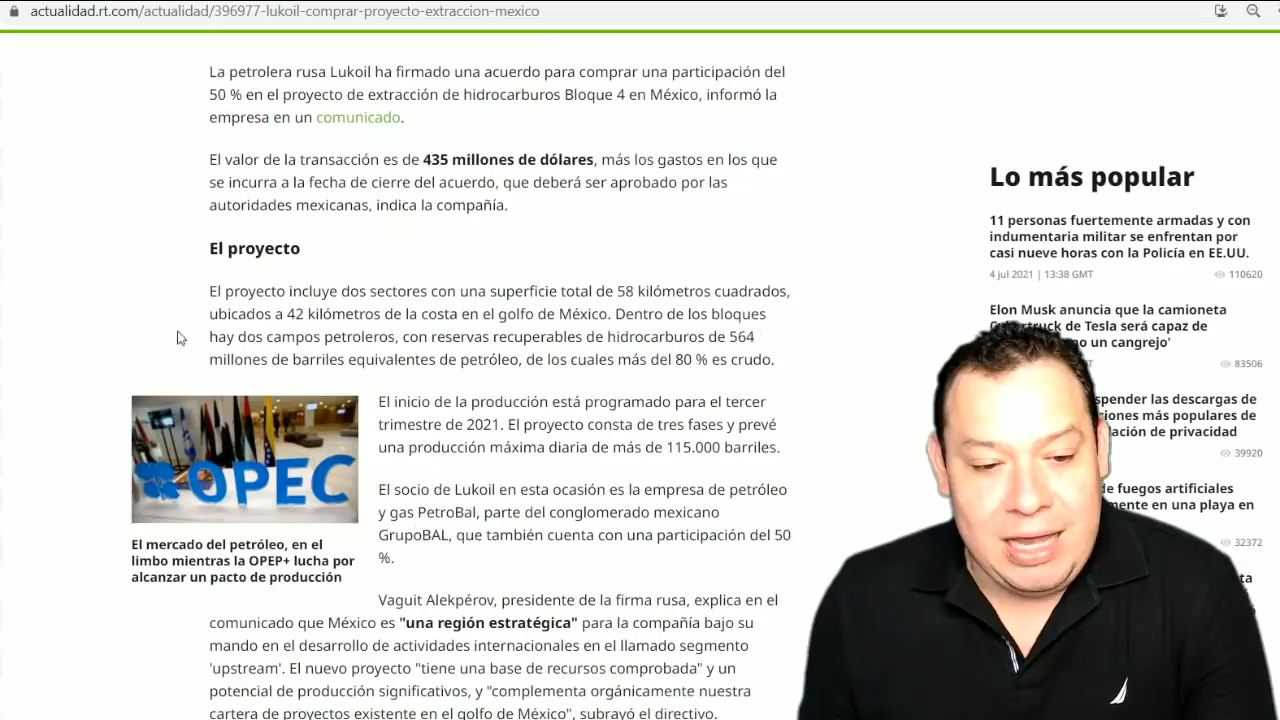 actualidad.rt.com/actualidad/396977-lukoil-comprar-proyecto-extraccion-mexico
La petrolera rusa Lukoil ha firmado una acuerdo para comprar una participación del
50 % en el proyecto de extracción de hidrocarburos Bloque 4 en México, informó la
empresa en un comunicado.
El valor de la transacción es de 435 millones de dólares, más los gastos en los que
se incurra a la fecha de cierre del acuerdo, que deberá ser aprobado por las
autoridades mexicanas, indica la compañía.
El proyecto
El proyecto incluye dos sectores con una superficie total de 58 kilómetros cuadrados,
ubicados a 42 kilómetros de la costa en el golfo de México. Dentro de los bloques
hay dos campos petroleros, con reservas recuperables de hidrocarburos de 564
millones de barriles equivalentes de petróleo, de los cuales más del 80 % es crudo.
OPEC
El mercado del petróleo, en el
limbo mientras la OPEP+ lucha por
alcanzar un pacto de producción
El inicio de la producción está programado para el tercer
trimestre de 2021. El proyecto consta de tres fases y prevé
una producción máxima diaria de más de 115.000 barriles.
El socio de Lukoil en esta ocasión es la empresa de petróleo
y gas PetroBal, parte del conglomerado mexicano
GrupoBAL, que también cuenta con una participación del 50
%.
Vaguit Alekpérov, presidente de la firma rusa, explica en el
comunicado que México es "una región estratégica" para la compañía bajo su
mando en el desarrollo de actividades internacionales en el llamado segmento
'upstream'. El nuevo proyecto "tiene una base de recursos comprobada" y un
potencial de producción significativos, y "complementa orgánicamente nuestra
cartera de proyectos existente en el golfo de México", subrayó el directivo.
Lo más popular
11 personas fuertemente armadas y con
indumentaria militar se enfrentan por
casi nueve horas con la Policía en EE.UU.
4 jul 2021 | 13:38 GMT 110620
Elon Musk anuncia que la camioneta
de Tesla será capaz de
un cangrejo'
83506
las descargas de
más populares de
de privacidad
39920
de fuegos artificiales
en una playa en
32372